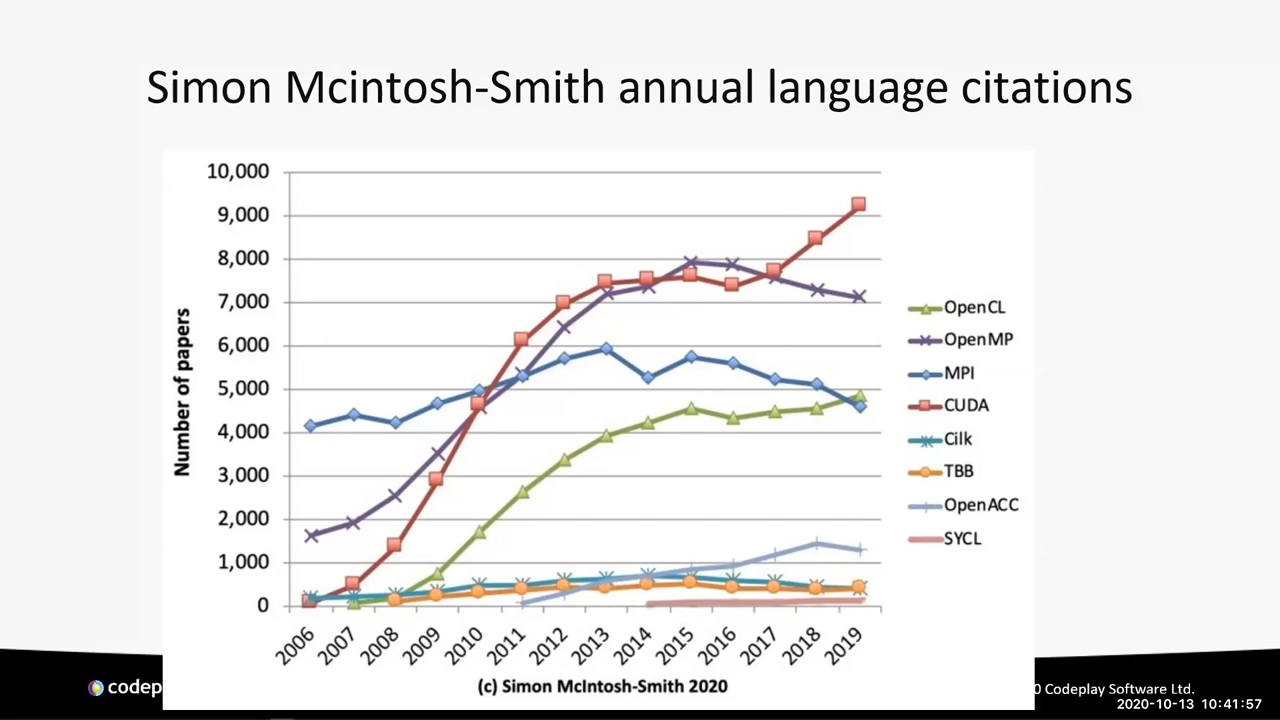 Simon Mcintosh-Smith annual language citations
10,000
9,000
8,000
7,000
6,000
5,000
4,000
3,000
2,000
1,000
0
Number of papers
2006 2007 2008 2009 2010 2011 2012 2013 2014 2015 2016 2017 2018 2019
OpenCL
OpenMP
MPI
CUDA
Cilk
TBB
OpenACC
SYCL
(c) Simon McIntosh-Smith 2020
codep
0 Codeplay Software Ltd.
2020-10-13 10:41:57